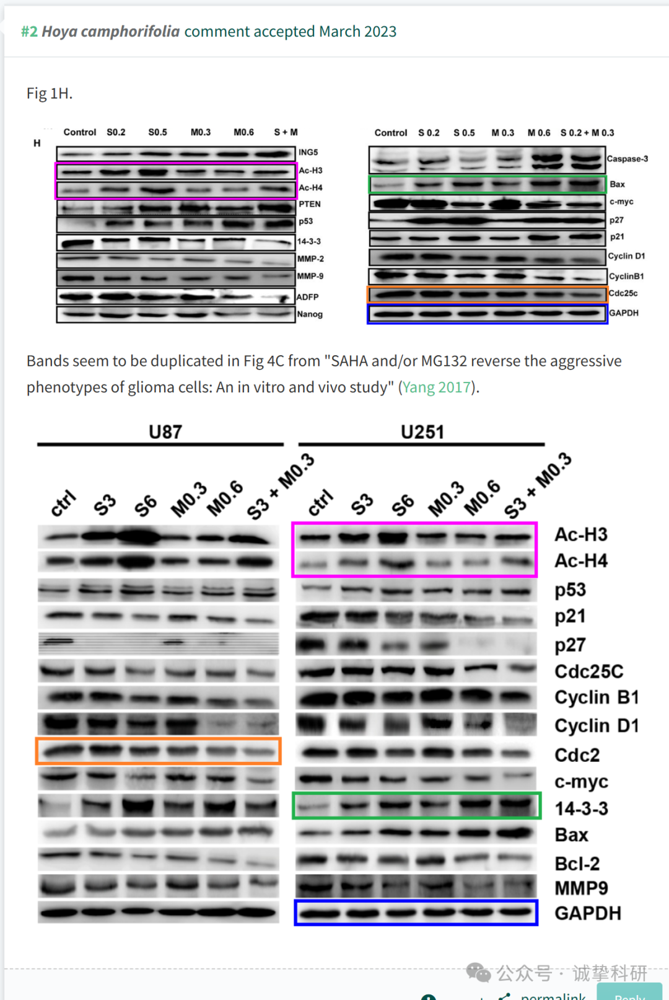 #2 Hoya camphorifolia comment accepted March 2023
Fig 1H.
H
Control S0.2 S0.5 M0.3 M0.6 S + M
ING5
Ac-H3
Ac-H4
PTEN
p53
14-3-3
MMP-2
MMP-9
ADFP
Nanog
Control S 0.2 S 0.5 M 0.3 M 0.6 S 0.2 + M 0.3
Caspase-3
Bax
c-myc
p27
p21
Cyclin D1
CyclinB1
Cdc25c
GAPDH
Bands seem to be duplicated in Fig 4C from "SAHA and/or MG132 reverse the aggressive
phenotypes of glioma cells: An in vitro and vivo study" (Yang 2017).
U87 U251
ctrl S3 S6 M0.3 M0.6 S3 + M0.3 ctrl S3 S6 M0.3 M0.6 S3 + M0.3
Ac-H3
Ac-H4
p53
p21
p27
Cdc25C
Cyclin B1
Cyclin D1
Cdc2
c-myc
14-3-3
Bax
Bcl-2
MMP9
GAPDH
公众号 · 诚挚科研
permalink
Reply